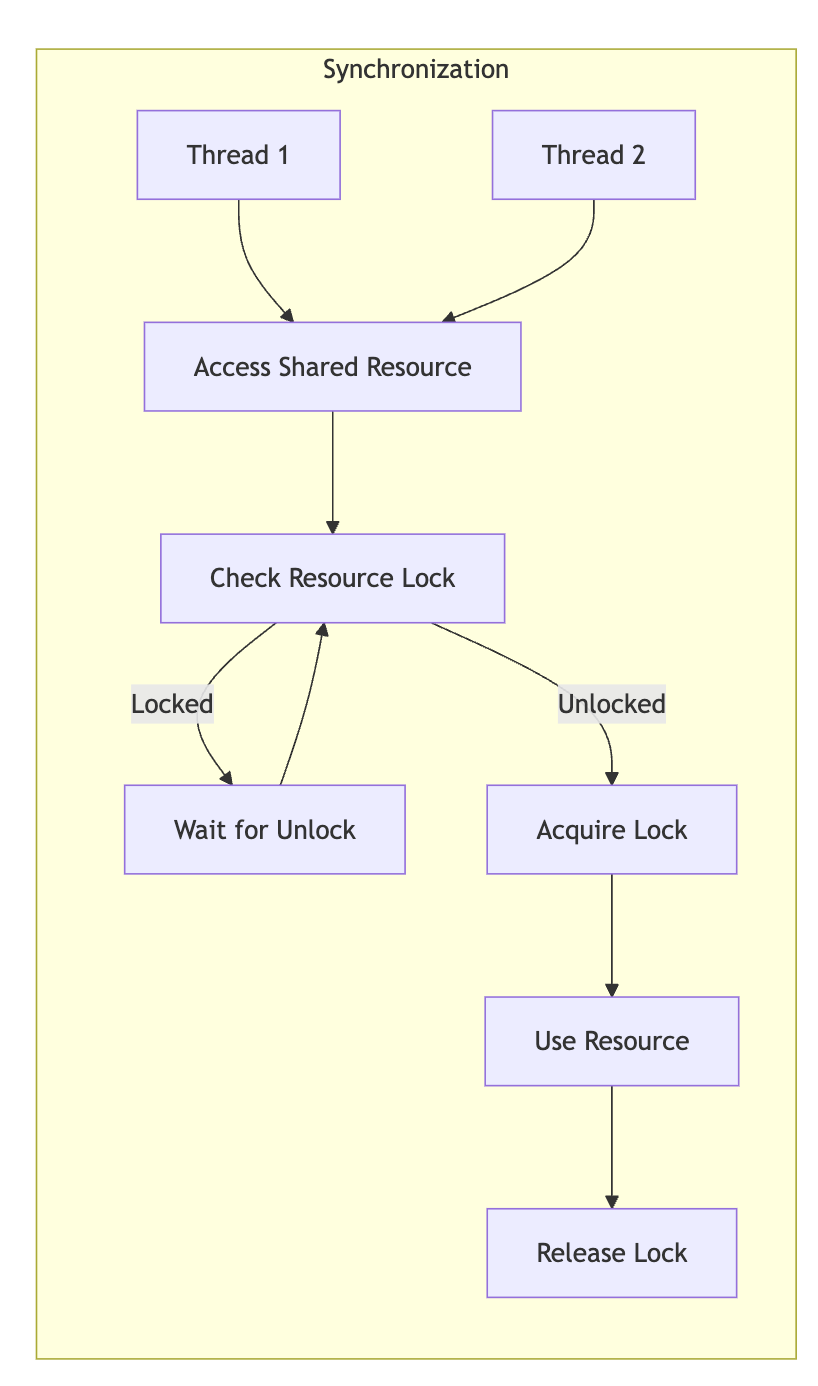 Synchronization
Thread 1
Thread 2
Access Shared Resource
Check Resource Lock
Locked
Unlocked
Wait for Unlock
Acquire Lock
Use Resource
Release Lock